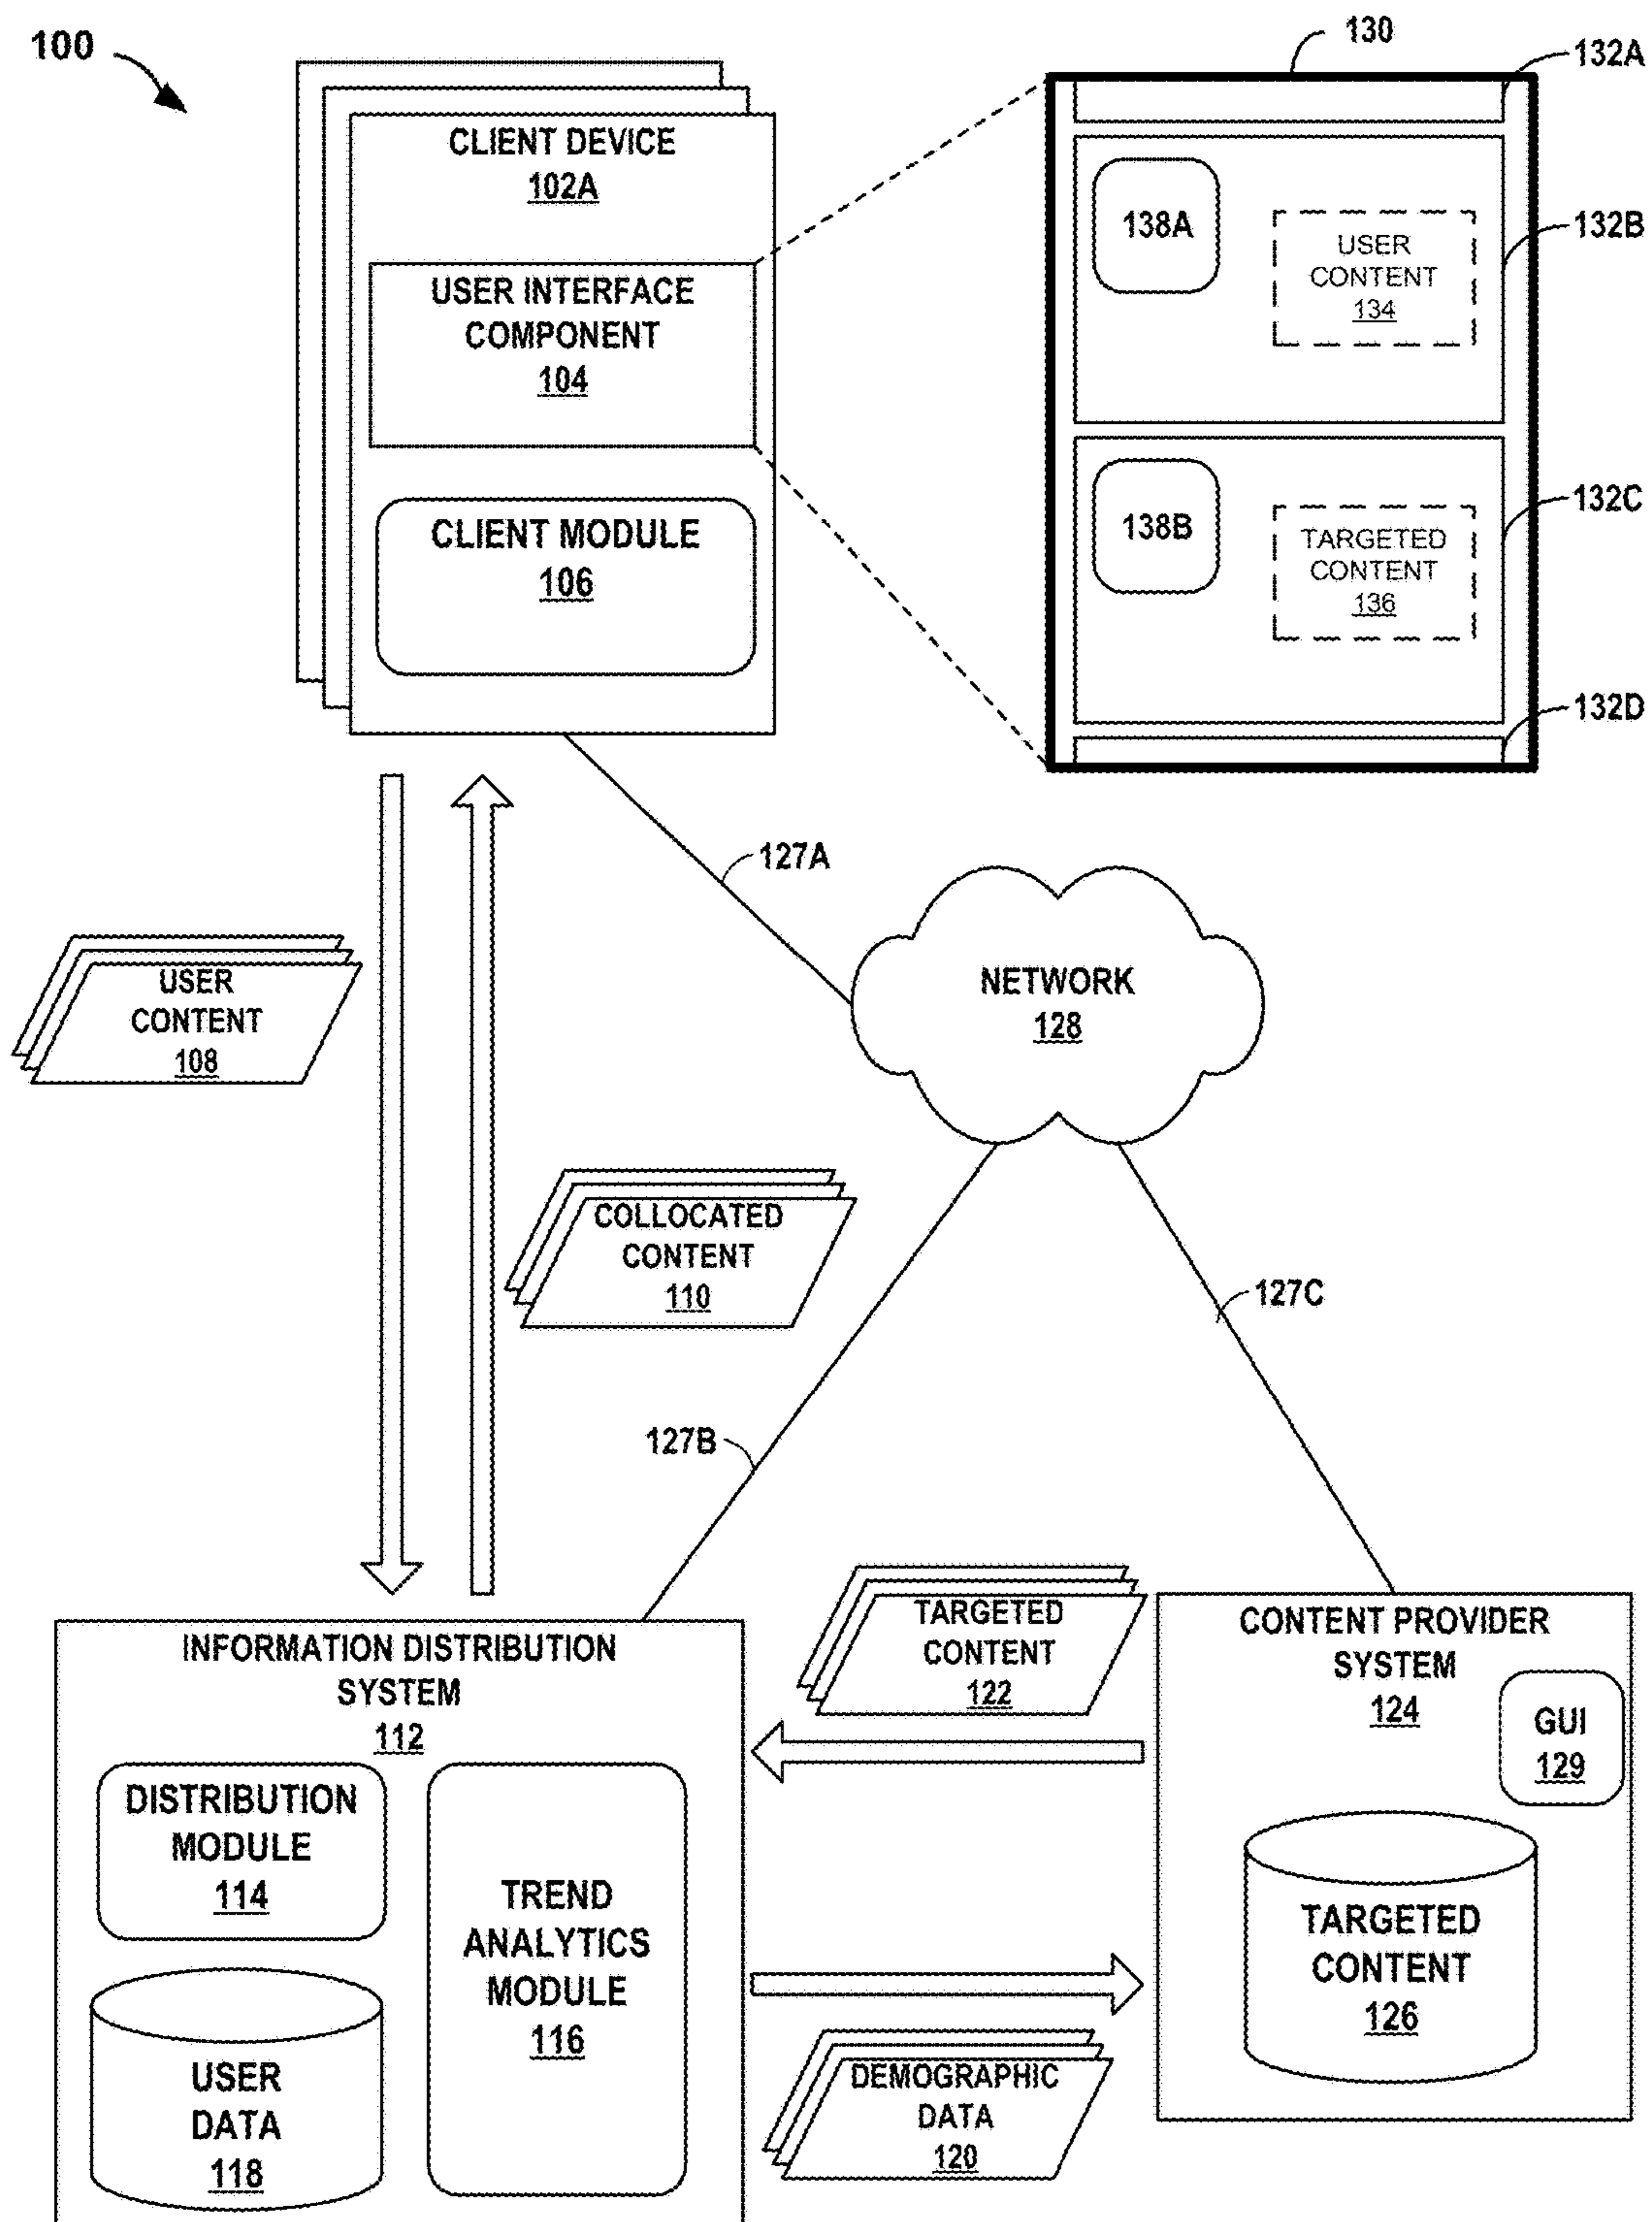 100
CLIENT DEVICE
102A
USER INTERFACE
COMPONENT
104
CLIENT MODULE
106
130
132A
138A
USER
CONTENT
134
132B
138B
TARGETED
CONTENT
136
132C
132D
127A
USER
CONTENT
108
NETWORK
128
COLLOCATED
CONTENT
110
127C
127B
INFORMATION DISTRIBUTION
SYSTEM
112
DISTRIBUTION
MODULE
114
TREND
ANALYTICS
MODULE
116
USER
DATA
118
TARGETED
CONTENT
122
DEMOGRAPHIC
DATA
120
CONTENT PROVIDER
SYSTEM
124
GUI
129
TARGETED
CONTENT
126